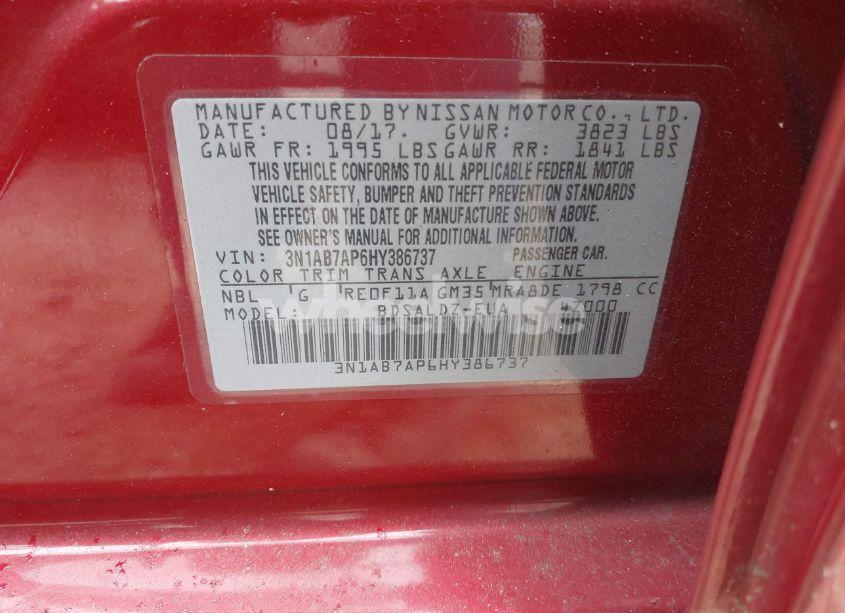 MANUFACTURED BY NISSAN MOTOR CO., LTD.
DATE: 08/17. GVWR: 3823 LBS
GAWR FR: 1995 LBS GAWR RR: 1841 LBS
THIS VEHICLE CONFORMS TO ALL APPLICABLE FEDERAL MOTOR
VEHICLE SAFETY, BUMPER AND THEFT PREVENTION STANDARDS
IN EFFECT ON THE DATE OF MANUFACTURE SHOWN ABOVE.
SEE OWNER'S MANUAL FOR ADDITIONAL INFORMATION.
VIN: 3N1AB7AP6HY386737 PASSENGER CAR.
COLOR TRIM TRANS AXLE ENGINE
NBL G RE0F11A GM35 MRA8DE 1798 CC
MODEL: BDSALDZ-EUA
wheelwise
3N1AB7AP6HY386737